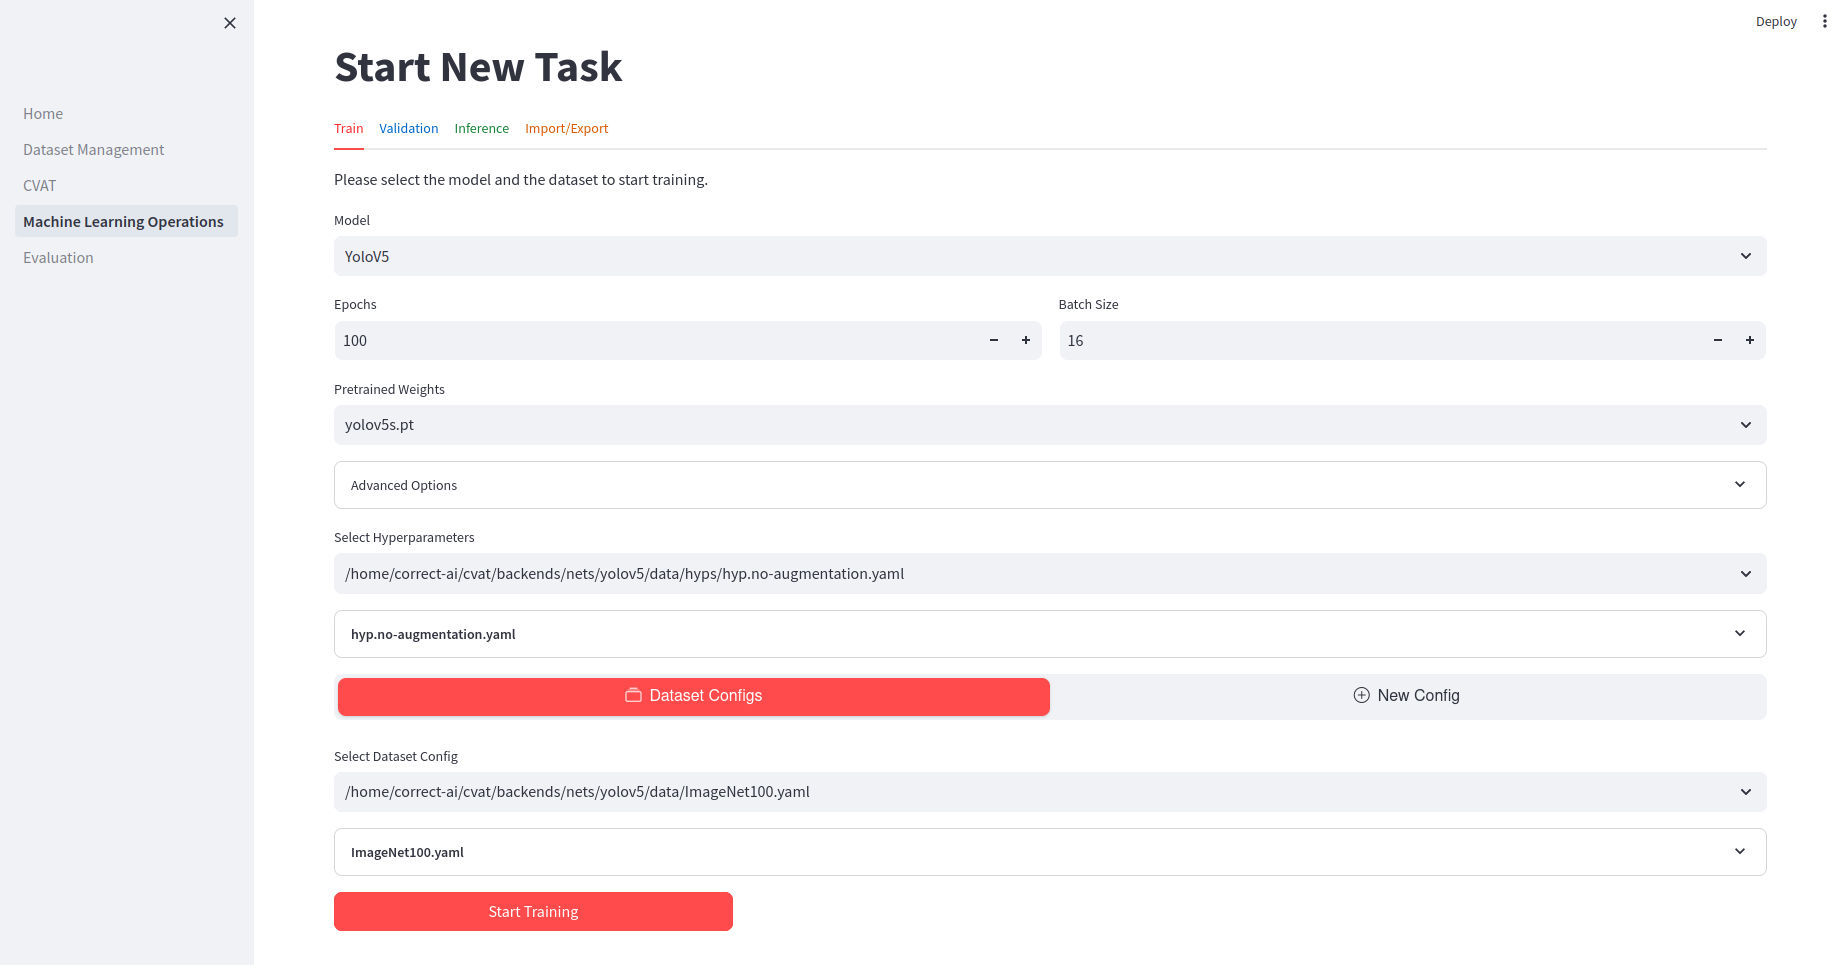 Deploy
Home
Dataset Management
CVAT
Machine Learning Operations
Evaluation
Start New Task
Train Validation Inference Import/Export
Please select the model and the dataset to start training.
Model
YoloV5
Epochs Batch Size
100 16
Pretrained Weights
yolov5s.pt
Advanced Options
Select Hyperparameters
/home/correct-ai/cvat/backends/nets/yolov5/data/hyps/hyp.no-augmentation.yaml
hyp.no-augmentation.yaml
Dataset Configs New Config
Select Dataset Config
/home/correct-ai/cvat/backends/nets/yolov5/data/ImageNet100.yaml
ImageNet100.yaml
Start Training